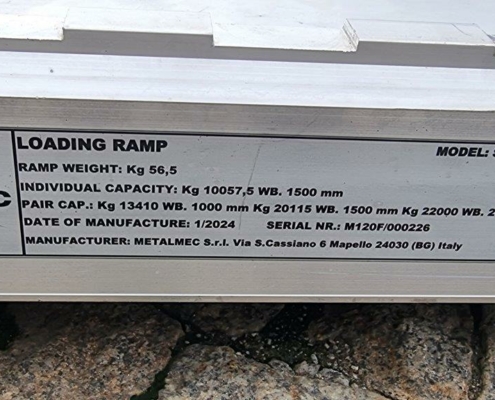 LOADING RAMP MODEL:
RAMP WEIGHT: Kg 56,5
INDIVIDUAL CAPACITY: Kg 10057,5 WB. 1500 mm
PAIR CAP.: Kg 13410 WB. 1000 mm Kg 20115 WB. 1500 mm Kg 22000 WB. 2
DATE OF MANUFACTURE: 1/2024 SERIAL NR.: M120F/000226
MANUFACTURER: METALMEC S.r.l. Via S.Cassiano 6 Mapello 24030 (BG) Italy